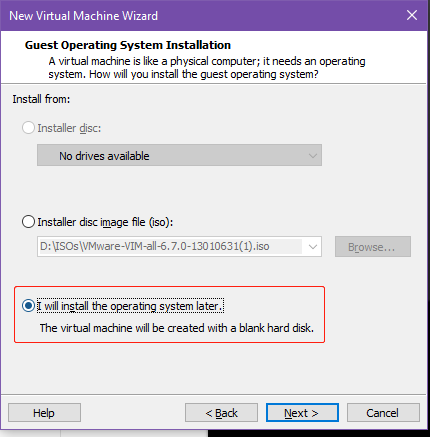 New Virtual Machine Wizard
Guest Operating System Installation
A virtual machine is like a physical computer; it needs an operating
system. How will you install the guest operating system?
Install from:
Installer disc:
No drives available
Installer disc image file (iso):
D:\ISOs\VMware-VIM-all-6.7.0-13010631(1).iso
Browse...
I will install the operating system later.
The virtual machine will be created with a blank hard disk.
Help
< Back
Next >
Cancel